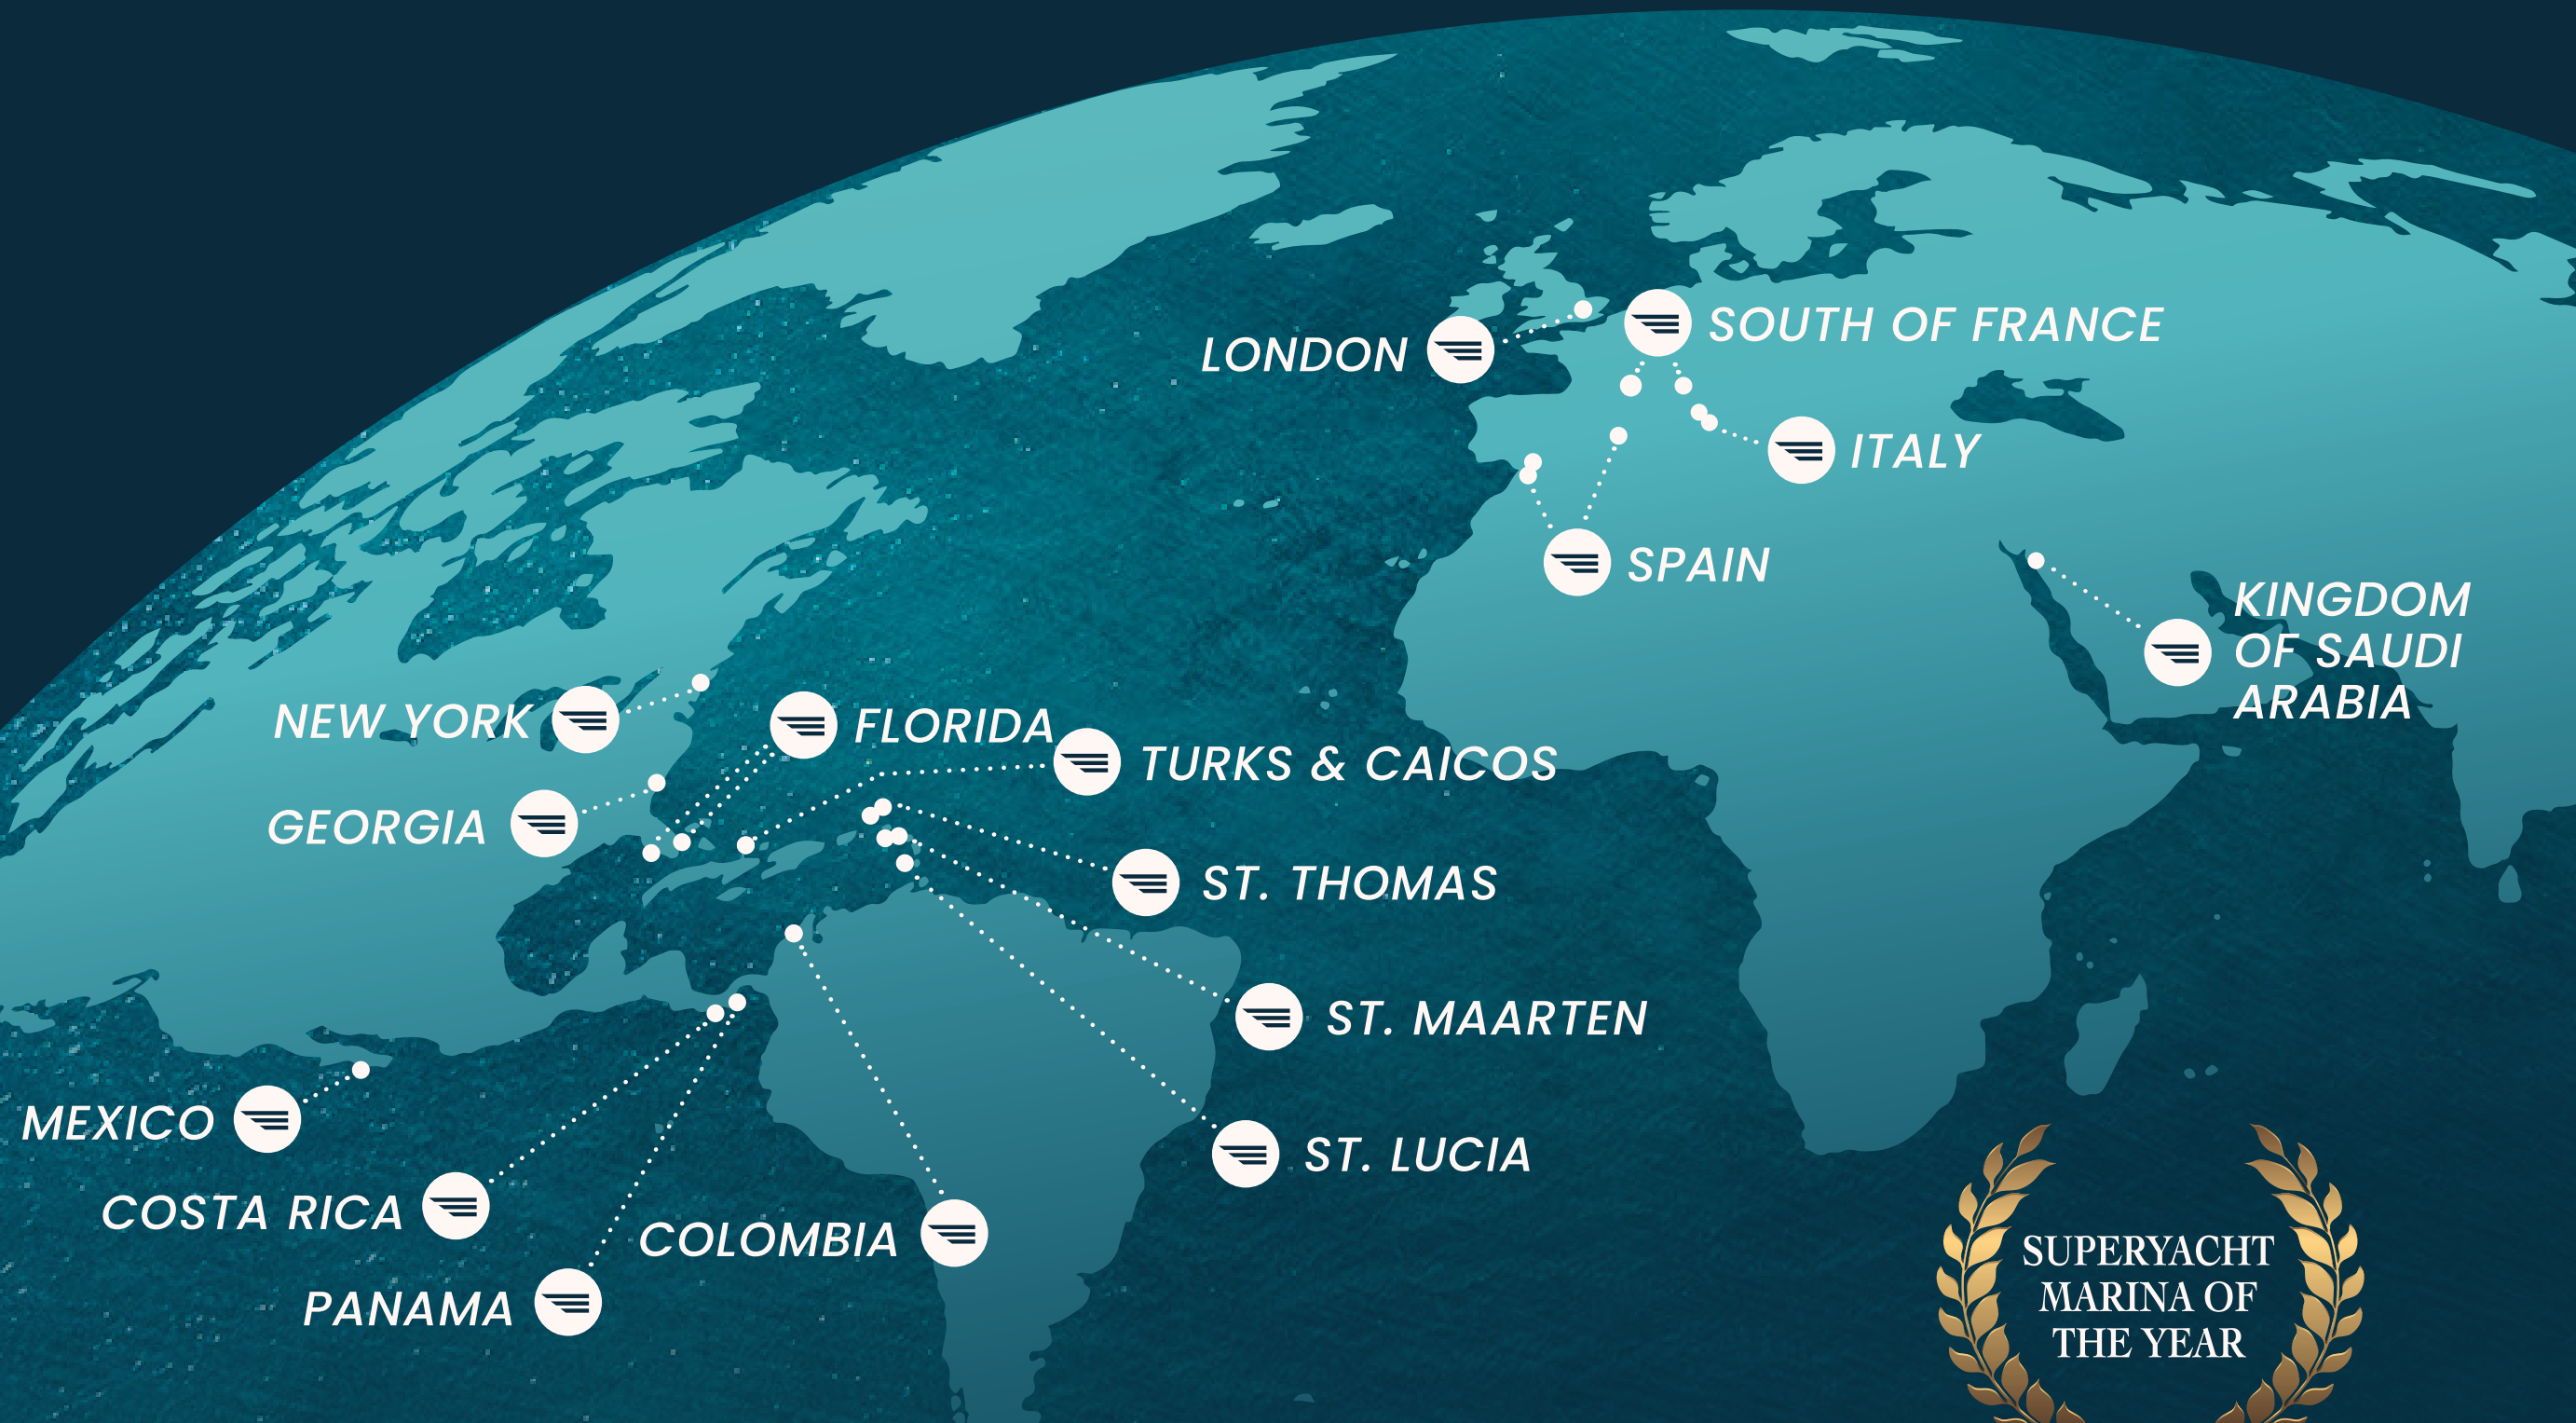 LONDON
SOUTH OF FRANCE
ITALY
SPAIN
KINGDOM
OF SAUDI
ARABIA
NEW YORK
FLORIDA
TURKS & CAICOS
GEORGIA
ST. THOMAS
ST. MAARTEN
MEXICO
ST. LUCIA
COSTA RICA
COLOMBIA
PANAMA
SUPERYACHT
MARINA OF
THE YEAR